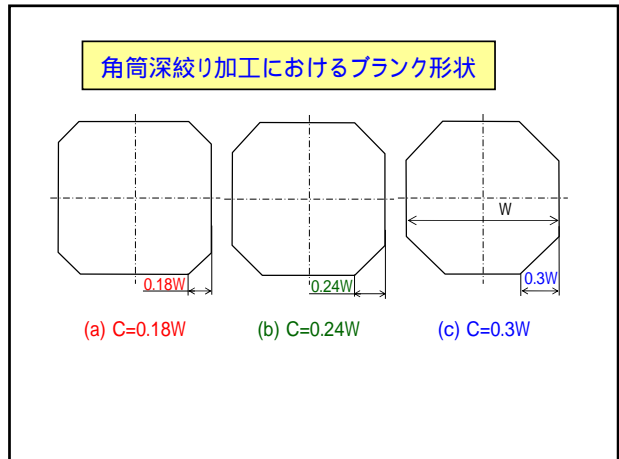 角筒深絞り加工におけるブランク形状
W
0.18W
0.24W
0.3W
(a) C=0.18W
(b) C=0.24W
(c) C=0.3W